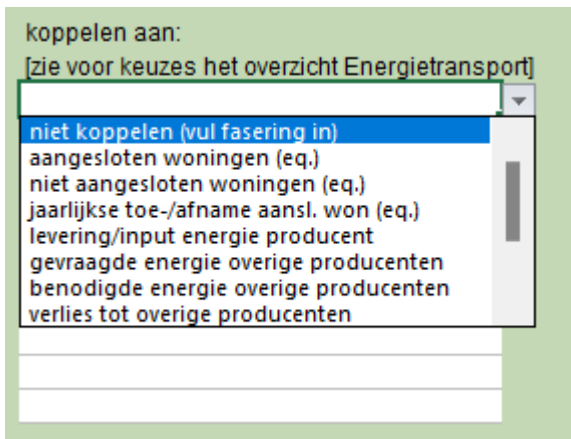 koppelen aan:
[zie voor keuzes het overzicht Energietransport]
niet koppelen (vul fasering in)
aangesloten woningen (eq.)
niet aangesloten woningen (eq.)
jaarlijkse toe-/afname aansl. won (eq.)
levering/input energie producent
gevraagde energie overige producenten
benodigde energie overige producenten
verlies tot overige producenten